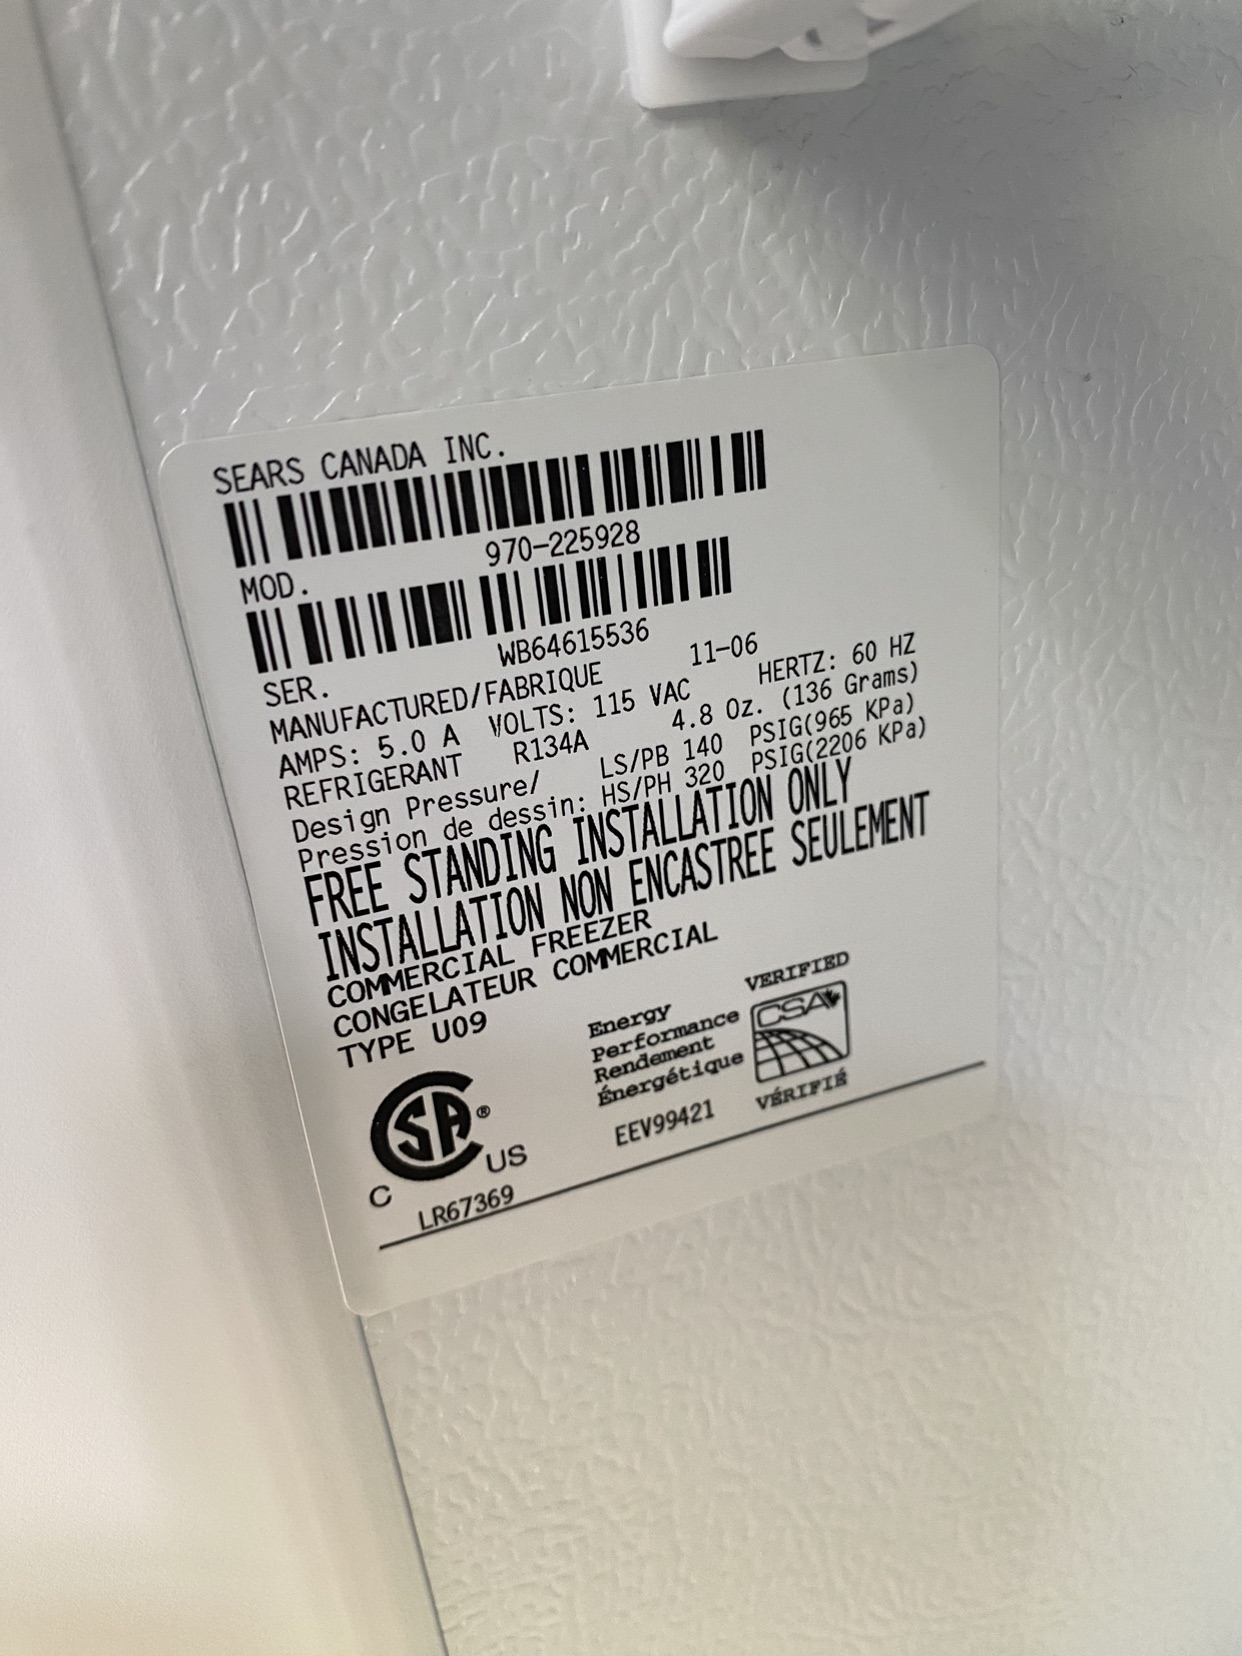 SEARS CANADA INC.
970-225928
MOD.
WB64615536
SER.
MANUFACTURED/FABRIQUE 11-06
AMPS: 5.0 A VOLTS: 115 VAC HERTZ: 60 HZ
REFRIGERANT R134A 4.8 Oz. (136 Grams)
Design Pressure/ LS/PB 140 PSIG(965 KPa)
Pression de dessin: HS/PH 320 PSIG(2206 KPa)
FREE STANDING INSTALLATION ONLY
INSTALLATION NON ENCASTREE SEULEMENT
COMMERCIAL FREEZER
CONGELATEUR COMMERCIAL
TYPE U09
SA®
C US
LR67369
Energy
Performance
Rendement
Énergétique
EEV99421
VERIFIED
CSA
VÉRIFIÉ